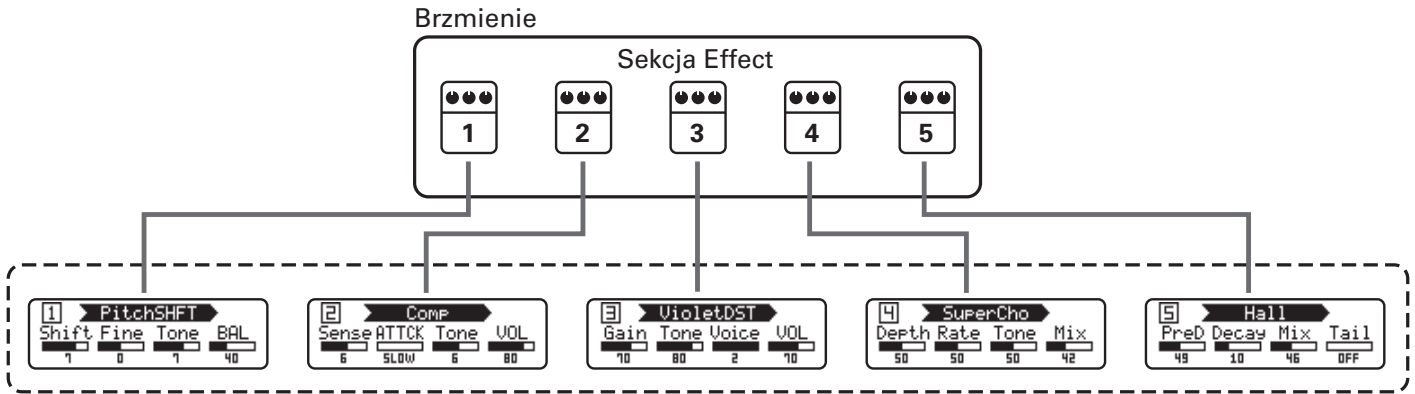 Brzmienie
Sekcja Effect
1 2 3 4 5
1 PitchSHFT
Shift Fine Tone BAL
7 0 7 40
2 Comp
Sense ATTCK Tone VOL
6 SLOW 6 80
3 VioletDST
Gain Tone Voice VOL
70 80 2 70
4 SuperCho
Depth Rate Tone Mix
50 50 50 42
5 Hall
PreD Decay Mix Tail
49 10 46 OFF